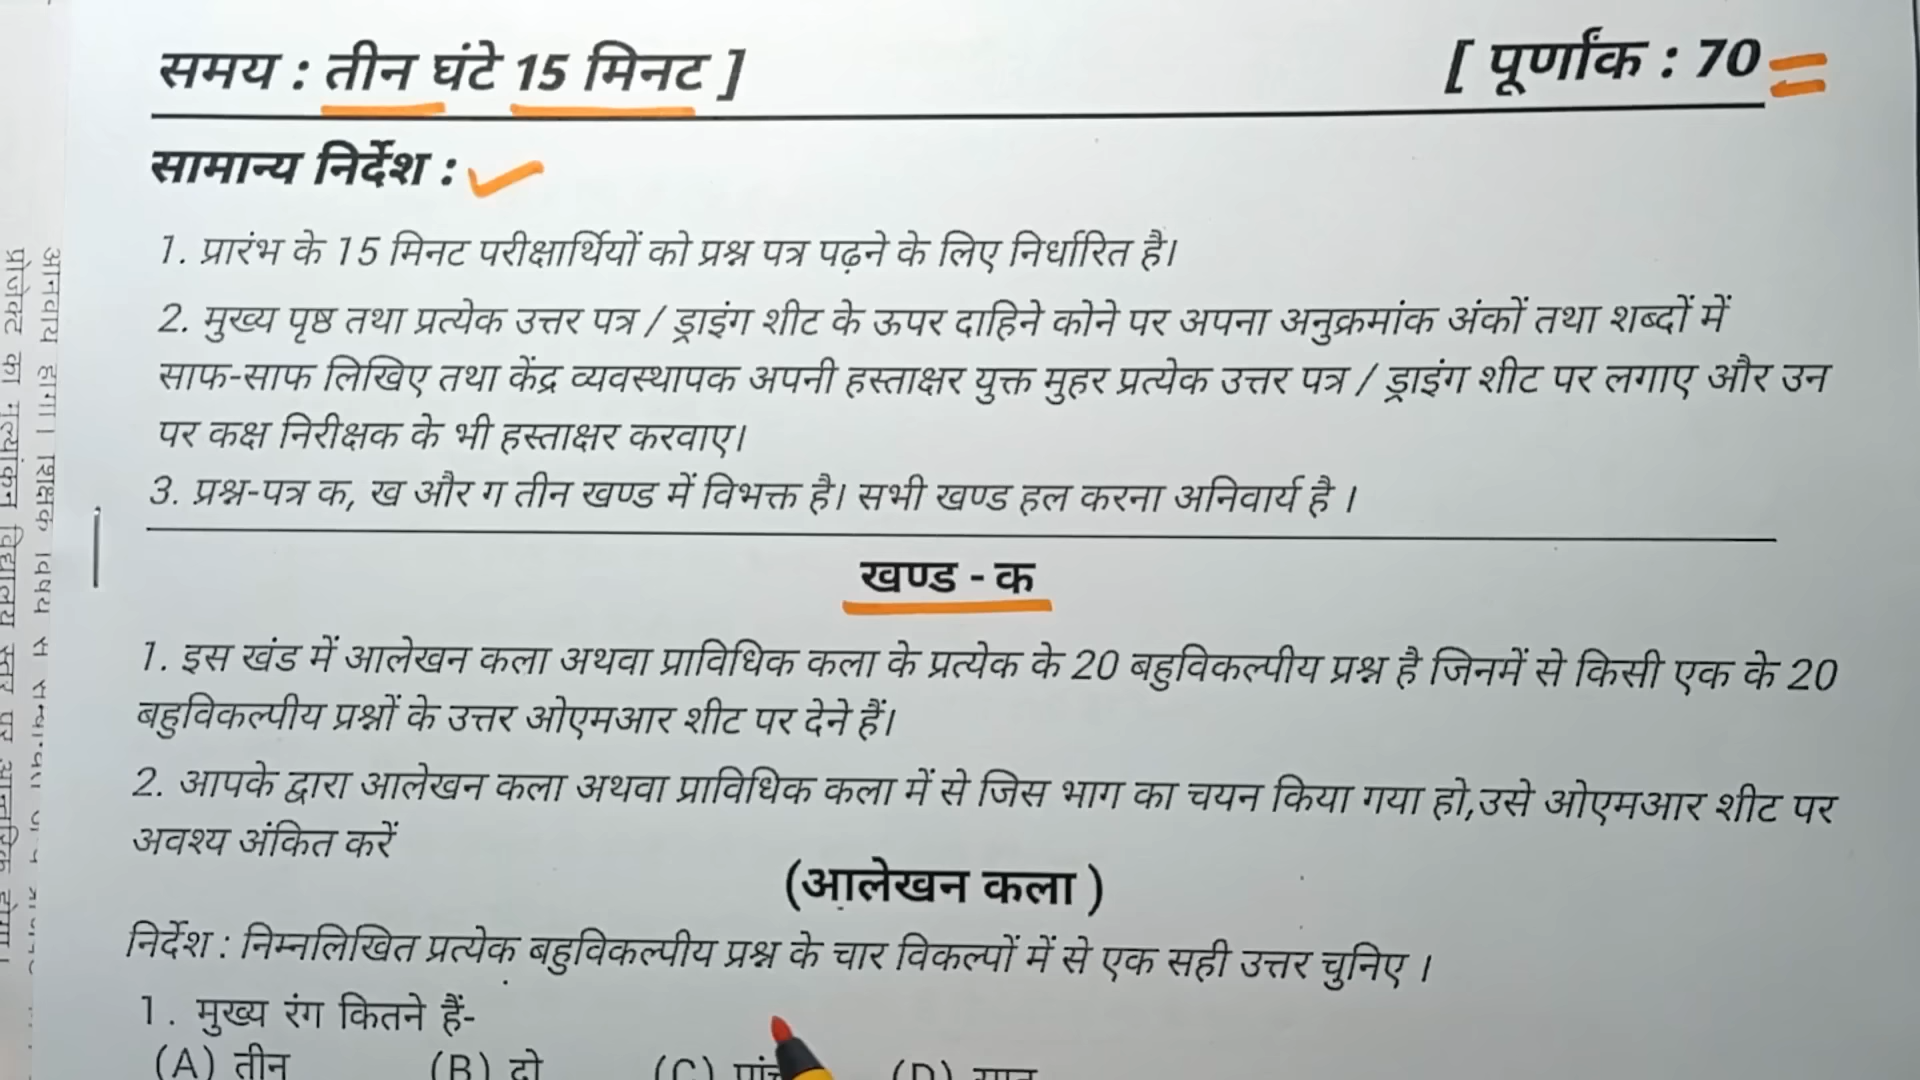 समय : तीन घंटे 15 मिनट ]
[ पूर्णांक : 70
सामान्य निर्देश :
1. प्रारंभ के 15 मिनट परीक्षार्थियों को प्रश्न पत्र पढ़ने के लिए निर्धारित है।
2. मुख्य पृष्ठ तथा प्रत्येक उत्तर पत्र / ड्राइंग शीट के ऊपर दाहिने कोने पर अपना अनुक्रमांक अंकों तथा शब्दों में
साफ-साफ लिखिए तथा केंद्र व्यवस्थापक अपनी हस्ताक्षर युक्त मुहर प्रत्येक उत्तर पत्र / ड्राइंग शीट पर लगाए और उन
पर कक्ष निरीक्षक के भी हस्ताक्षर करवाए।
3. प्रश्न-पत्र क, ख और ग तीन खण्ड में विभक्त है। सभी खण्ड हल करना अनिवार्य है ।
खण्ड - क
1. इस खंड में आलेखन कला अथवा प्राविधिक कला के प्रत्येक के 20 बहुविकल्पीय प्रश्न है जिनमें से किसी एक के 20
बहुविकल्पीय प्रश्नों के उत्तर ओएमआर शीट पर देने हैं।
2. आपके द्वारा आलेखन कला अथवा प्राविधिक कला में से जिस भाग का चयन किया गया हो,उसे ओएमआर शीट पर
अवश्य अंकित करें
(आलेखन कला )
निर्देश : निम्नलिखित प्रत्येक बहुविकल्पीय प्रश्न के चार विकल्पों में से एक सही उत्तर चुनिए ।
1. मुख्य रंग कितने हैं-
(A) तीन (B) दो (C) (D)
प्रोजेक्ट का मूल्यांकन विद्यालय स्तर पर